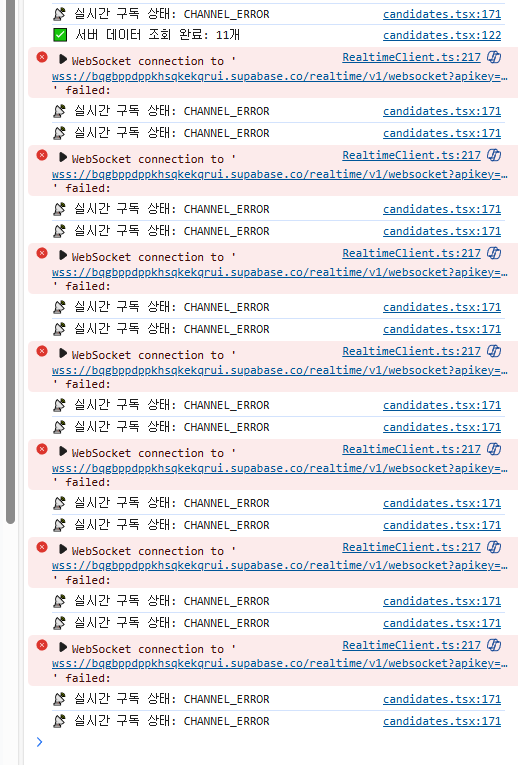 실시간 구독 상태: CHANNEL_ERROR candidates.tsx:171
서버 데이터 조회 완료: 11개 candidates.tsx:122
WebSocket connection to ' RealtimeClient.ts:217
wss://bqgbppdppkhsqkekqrui.supabase.co/realtime/v1/websocket?apikey=…
' failed:
실시간 구독 상태: CHANNEL_ERROR candidates.tsx:171
실시간 구독 상태: CHANNEL_ERROR candidates.tsx:171
WebSocket connection to ' RealtimeClient.ts:217
wss://bqgbppdppkhsqkekqrui.supabase.co/realtime/v1/websocket?apikey=…
' failed:
실시간 구독 상태: CHANNEL_ERROR candidates.tsx:171
실시간 구독 상태: CHANNEL_ERROR candidates.tsx:171
WebSocket connection to ' RealtimeClient.ts:217
wss://bqgbppdppkhsqkekqrui.supabase.co/realtime/v1/websocket?apikey=…
' failed:
실시간 구독 상태: CHANNEL_ERROR candidates.tsx:171
실시간 구독 상태: CHANNEL_ERROR candidates.tsx:171
WebSocket connection to ' RealtimeClient.ts:217
wss://bqgbppdppkhsqkekqrui.supabase.co/realtime/v1/websocket?apikey=…
' failed:
실시간 구독 상태: CHANNEL_ERROR candidates.tsx:171
실시간 구독 상태: CHANNEL_ERROR candidates.tsx:171
WebSocket connection to ' RealtimeClient.ts:217
wss://bqgbppdppkhsqkekqrui.supabase.co/realtime/v1/websocket?apikey=…
' failed:
실시간 구독 상태: CHANNEL_ERROR candidates.tsx:171
실시간 구독 상태: CHANNEL_ERROR candidates.tsx:171
WebSocket connection to ' RealtimeClient.ts:217
wss://bqgbppdppkhsqkekqrui.supabase.co/realtime/v1/websocket?apikey=…
' failed:
실시간 구독 상태: CHANNEL_ERROR candidates.tsx:171
실시간 구독 상태: CHANNEL_ERROR candidates.tsx:171
WebSocket connection to ' RealtimeClient.ts:217
wss://bqgbppdppkhsqkekqrui.supabase.co/realtime/v1/websocket?apikey=…
' failed:
실시간 구독 상태: CHANNEL_ERROR candidates.tsx:171
실시간 구독 상태: CHANNEL_ERROR candidates.tsx:171